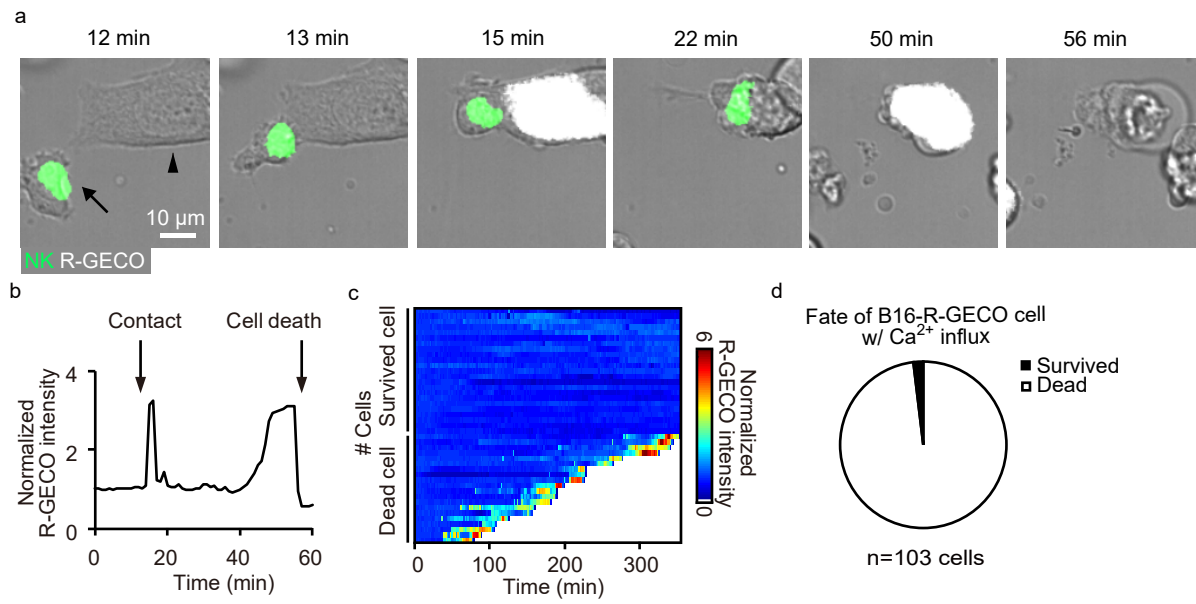 a
12 min
13 min
15 min
22 min
50 min
56 min
10 µm
NK R-GECO
b
Contact
Cell death
Normalized
R-GECO intensity
4
2
0
0
20
40
60
Time (min)
c
# Cells
Survived cell
Dead cell
0
100
200
300
Time (min)
6
0
Normalized
R-GECO intensity
d
Fate of B16-R-GECO cell
w/ Ca²⁺ influx
Survived
Dead
n=103 cells